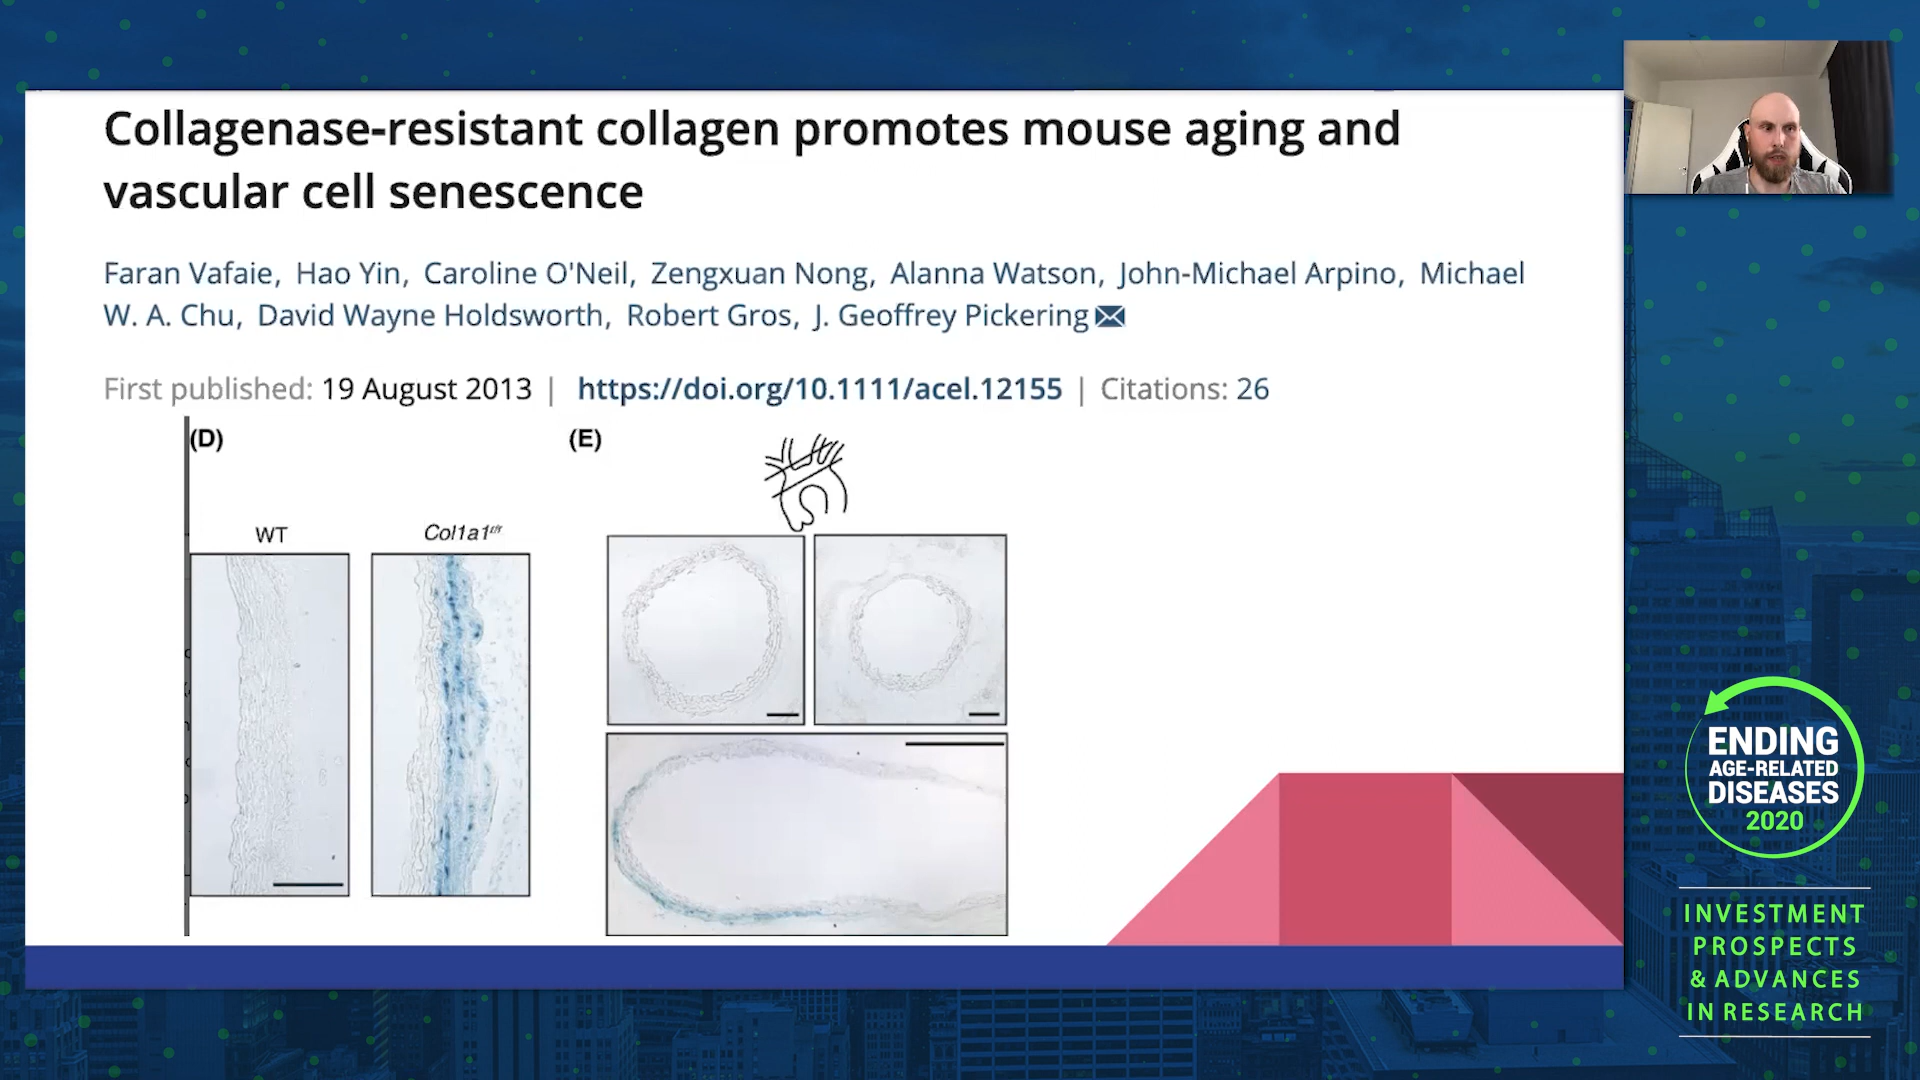 Collagenase-resistant collagen promotes mouse aging and
vascular cell senescence
Faran Vafaie, Hao Yin, Caroline O'Neil, Zengxuan Nong, Alanna Watson, John-Michael Arpino, Michael
W. A. Chu, David Wayne Holdsworth, Robert Gros, J. Geoffrey Pickering
First published: 19 August 2013 | https://doi.org/10.1111/acel.12155 | Citations: 26
(D)
(E)
WT
Col1a1r/r
ENDING
AGE-RELATED
DISEASES
2020
INVESTMENT
PROSPECTS
& ADVANCES
IN RESEARCH